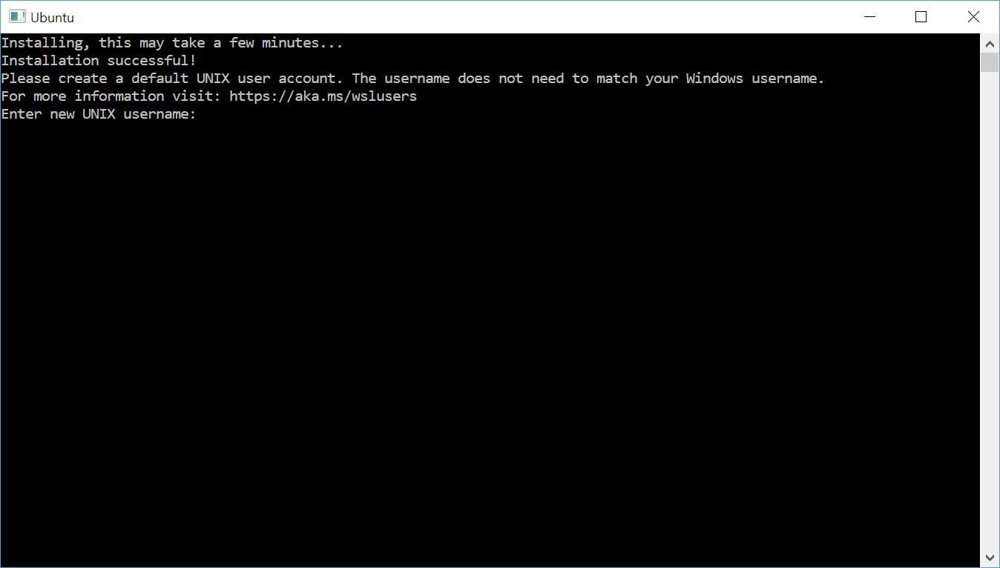 Ubuntu
Installing, this may take a few minutes...
Installation successful!
Please create a default UNIX user account. The username does not need to match your Windows username.
For more information visit: https://aka.ms/wslusers
Enter new UNIX username: